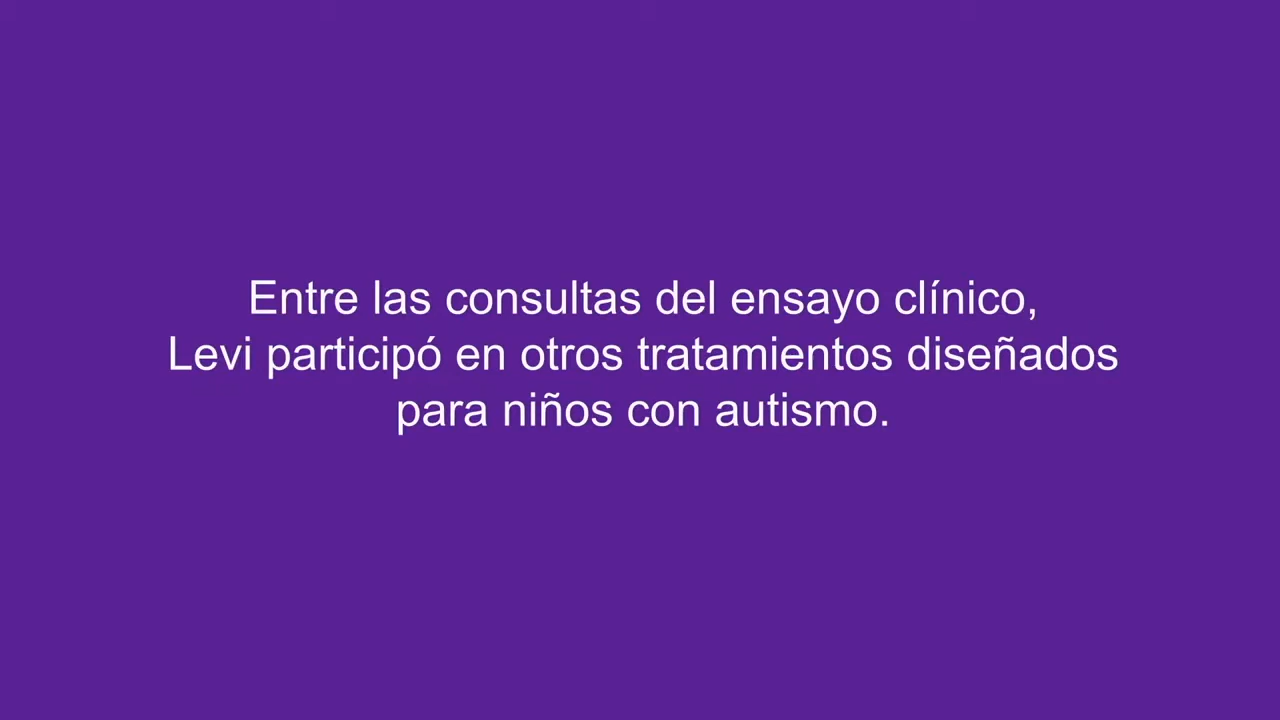 Entre las consultas del ensayo clínico,
Levi participó en otros tratamientos diseñados
para niños con autismo.